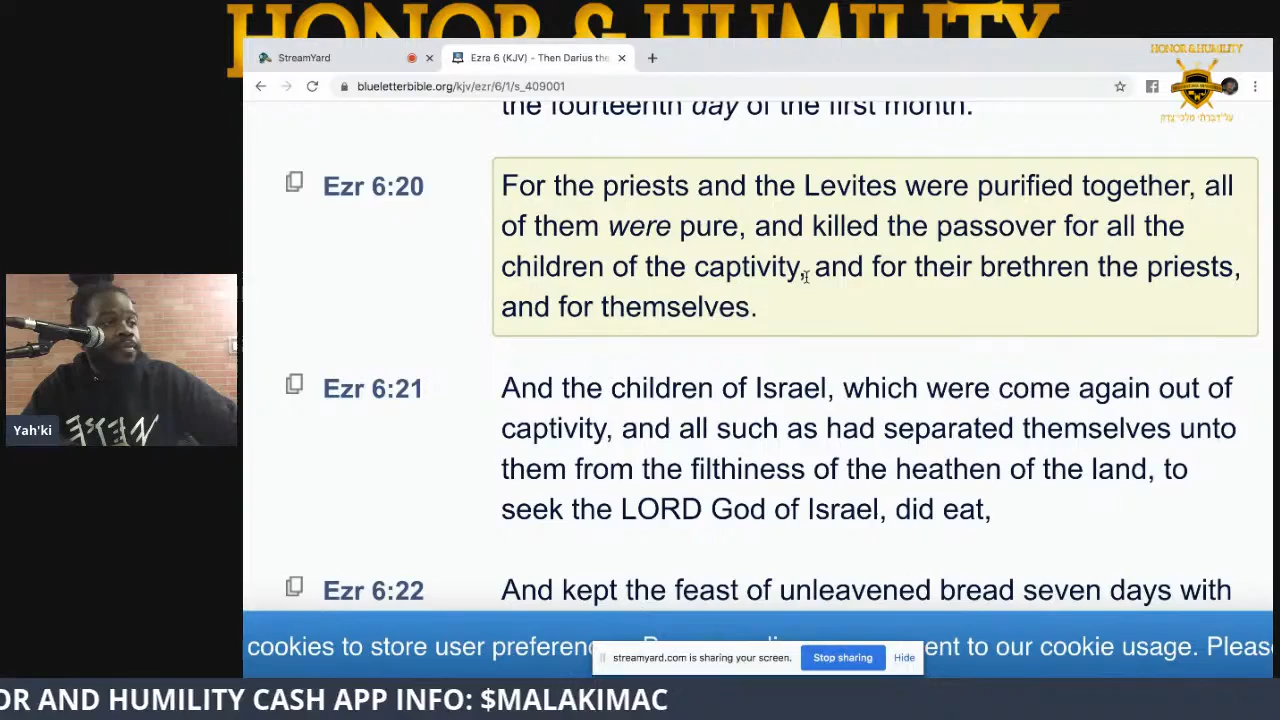 HONOR & HUMILITY
StreamYard
Ezra 6 (KJV) - Then Darius the
HONOR & HUMILITY
blueletterbible.org/kjv/ezr/6/1/s_409001
the fourteenth day of the first month.
Ezr 6:20
For the priests and the Levites were purified together, all
of them were pure, and killed the passover for all the
children of the captivity, and for their brethren the priests,
and for themselves.
Ezr 6:21
And the children of Israel, which were come again out of
captivity, and all such as had separated themselves unto
them from the filthiness of the heathen of the land, to
seek the LORD God of Israel, did eat,
Yah'ki
Ezr 6:22
And kept the feast of unleavened bread seven days with
cookies to store user preferen
ent to our cookie usage. Please
streamyard.com is sharing your screen.
Stop sharing
Hide
OR AND HUMILITY CASH APP INFO: $MALAKIMAC